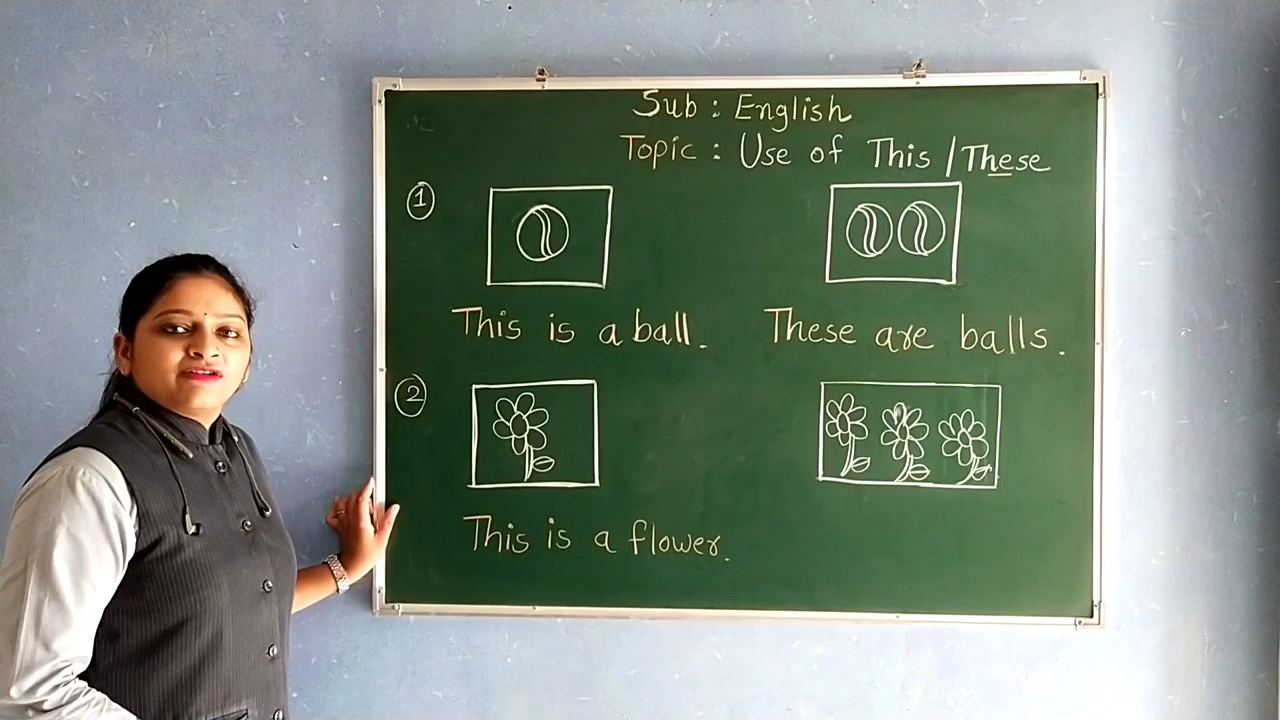 Sub : English
Topic : Use of This / These
1
This is a ball.
These are balls.
2
This is a flower.